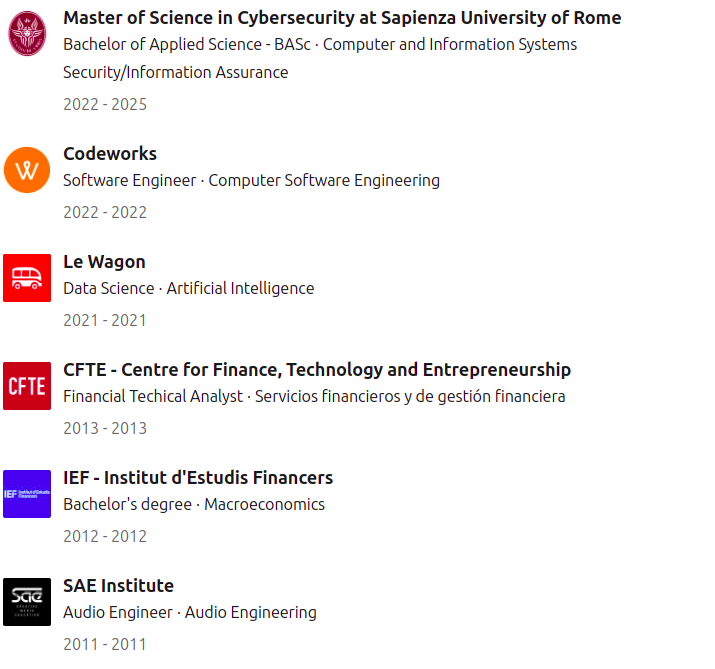 Master of Science in Cybersecurity at Sapienza University of Rome
Bachelor of Applied Science - BASc · Computer and Information Systems
Security/Information Assurance
2022 - 2025
Codeworks
Software Engineer · Computer Software Engineering
2022 - 2022
Le Wagon
Data Science · Artificial Intelligence
2021 - 2021
CFTE
CFTE - Centre for Finance, Technology and Entrepreneurship
Financial Techical Analyst · Servicios financieros y de gestión financiera
2013 - 2013
IEF Institut d'Estudis Financers
IEF - Institut d'Estudis Financers
Bachelor's degree · Macroeconomics
2012 - 2012
sae
CREATIVE
MEDIA
EDUCATION
SAE Institute
Audio Engineer · Audio Engineering
2011 - 2011